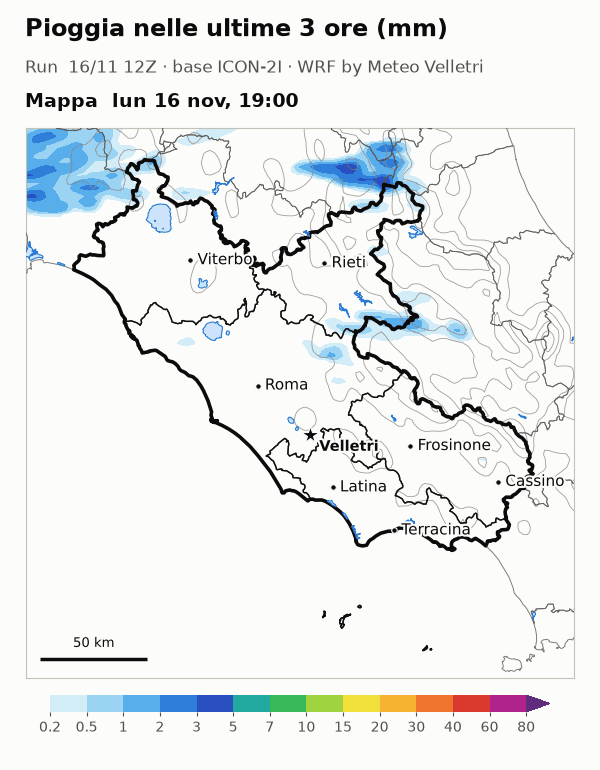 Pioggia nelle ultime 3 ore (mm)
Run  16/11 12Z · base ICON-2I · WRF by Meteo Velletri
Mappa  lun 16 nov, 19:00
Viterbo
Rieti
Roma
Velletri
Frosinone
Cassino
Latina
Terracina
50 km
0.2 0.5 1 2 3 5 7 10 15 20 30 40 60 80